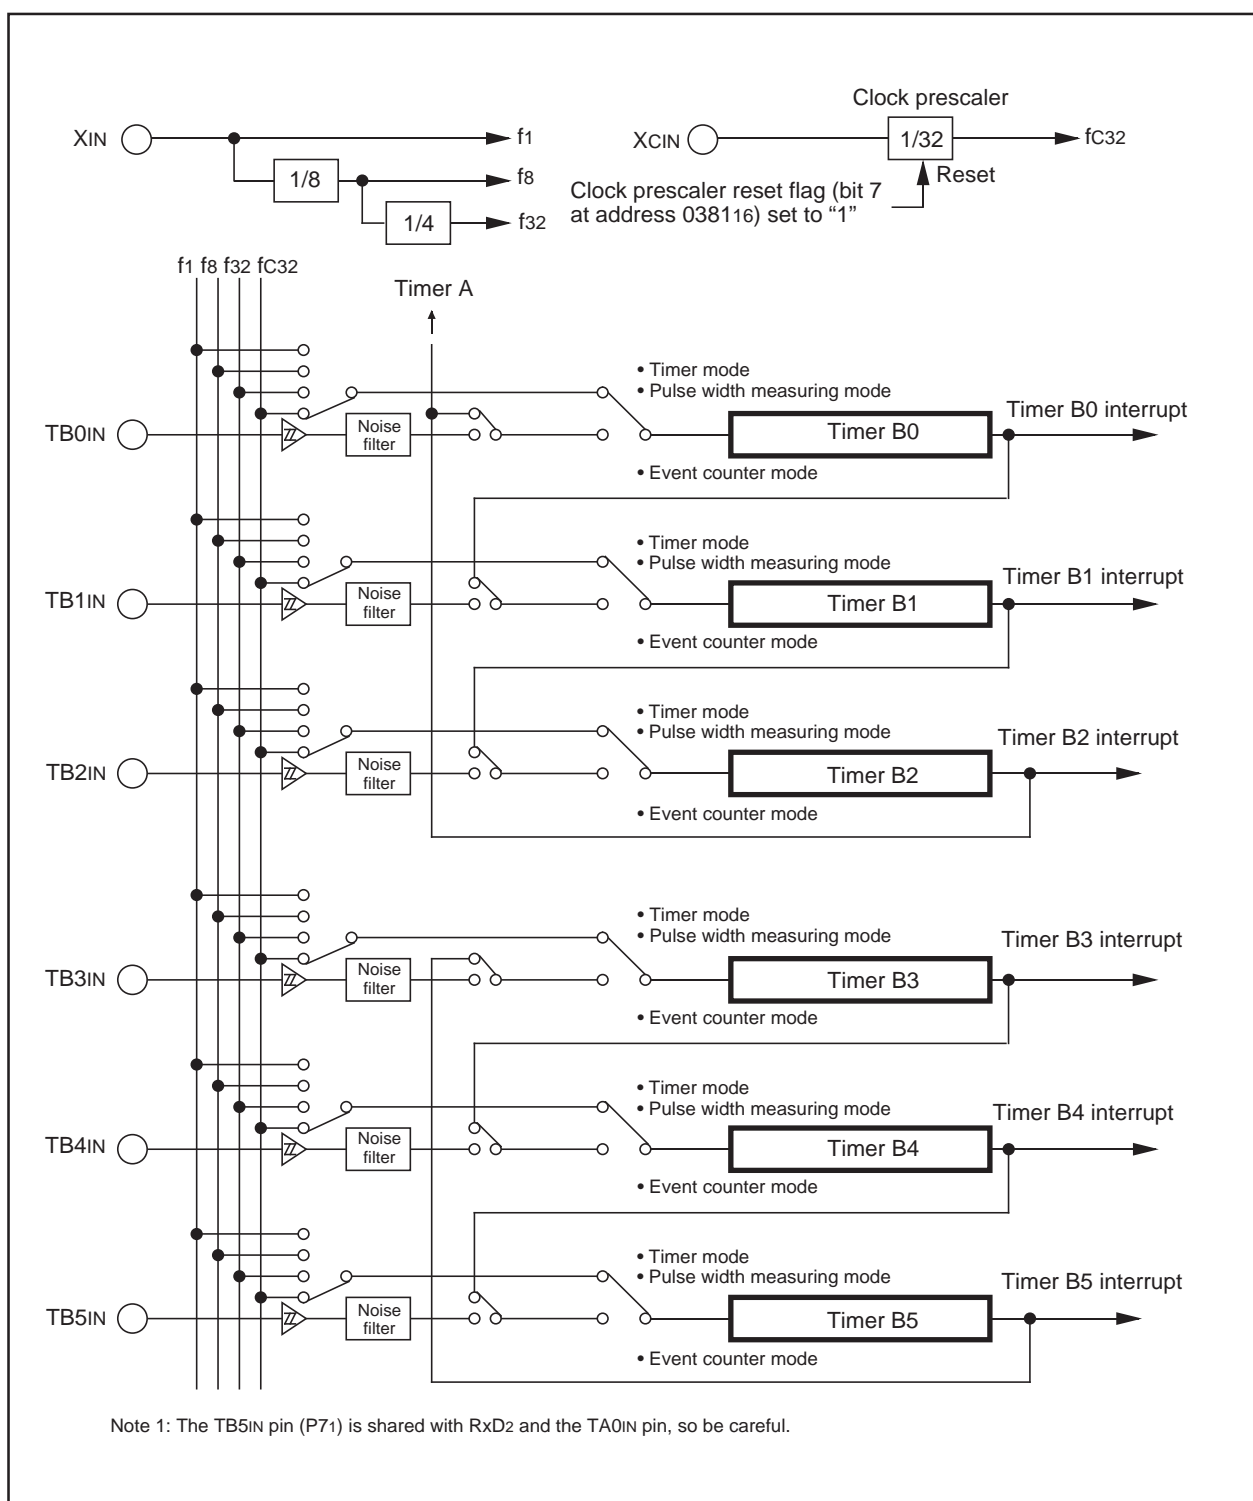 Clock prescaler
XIN
f1
XCIN
1/32
fC32
1/8
f8
Reset
Clock prescaler reset flag (bit 7
at address 038116) set to “1”
1/4
f32
f1 f8 f32 fC32
Timer A
• Timer mode
• Pulse width measuring mode
TB0IN
Noise
filter
Timer B0
Timer B0 interrupt
• Event counter mode
• Timer mode
• Pulse width measuring mode
TB1IN
Noise
filter
Timer B1
Timer B1 interrupt
• Event counter mode
• Timer mode
• Pulse width measuring mode
TB2IN
Noise
filter
Timer B2
Timer B2 interrupt
• Event counter mode
• Timer mode
• Pulse width measuring mode
TB3IN
Noise
filter
Timer B3
Timer B3 interrupt
• Event counter mode
• Timer mode
• Pulse width measuring mode
TB4IN
Noise
filter
Timer B4
Timer B4 interrupt
• Event counter mode
• Timer mode
• Pulse width measuring mode
TB5IN
Noise
filter
Timer B5
Timer B5 interrupt
• Event counter mode
Note 1: The TB5IN pin (P71) is shared with RxD2 and the TA0IN pin, so be careful.